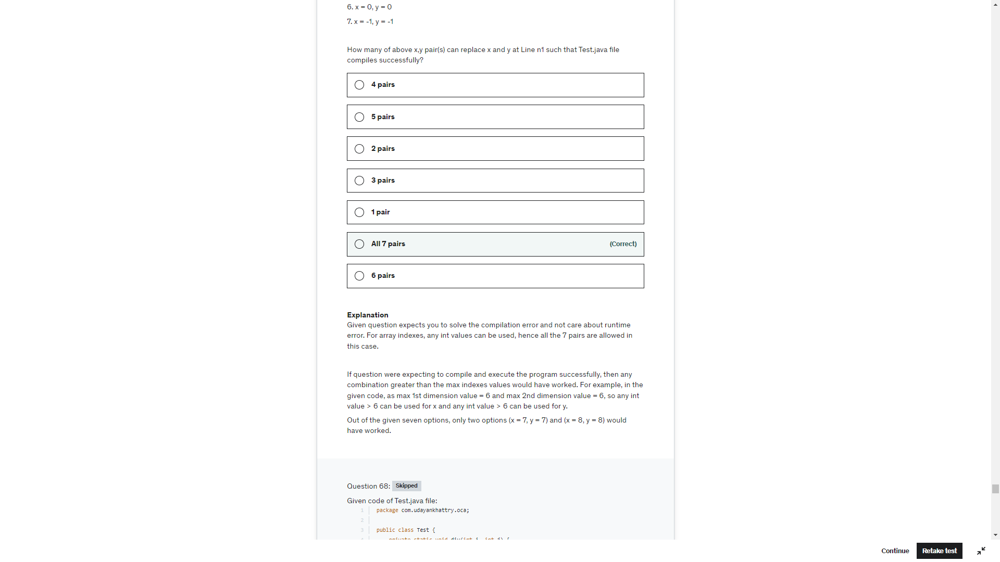 6. x = 0, y = 0
7. x = -1, y = -1
How many of above x,y pair(s) can replace x and y at Line n1 such that Test.java file
compiles successfully?
4 pairs
5 pairs
2 pairs
3 pairs
1 pair
All 7 pairs (Correct)
6 pairs
Explanation
Given question expects you to solve the compilation error and not care about runtime
error. For array indexes, any int values can be used, hence all the 7 pairs are allowed in
this case.
If question were expecting to compile and execute the program successfully, then any
combination greater than the max indexes values would have worked. For example, in the
given code, as max 1st dimension value = 6 and max 2nd dimension value = 6, so any int
value > 6 can be used for x and any int value > 6 can be used for y.
Out of the given seven options, only two options (x = 7, y = 7) and (x = 8, y = 8) would
have worked.
Question 68: Skipped
Given code of Test.java file:
1 package com.udayankhattry.oca;
2
3 public class Test {
private static void div(int i, int j) {
Continue Retake test